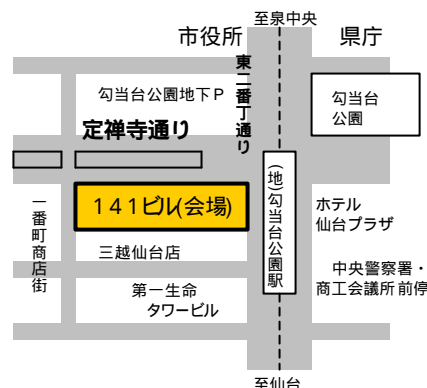 至泉中央
市役所
県庁
東二番丁通り
勾当台公園地下Ｐ
勾当台
公園
定禅寺通り
(地)勾当台公園駅
１４１ビル(会場)
ホテル
仙台プラザ
一番町商店街
三越仙台店
中央警察署・
商工会議所前停
第一生命
タワービル
至仙台